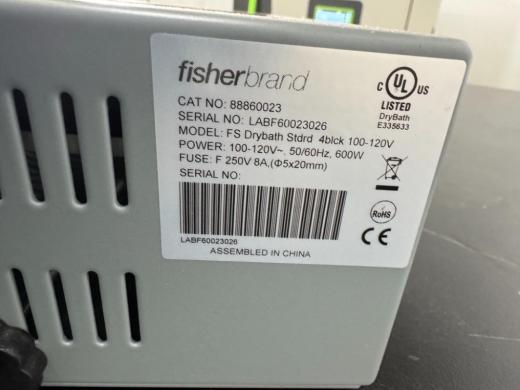 fisherbrand
CAT NO: 88860023
SERIAL NO: LABF60023026
MODEL: FS Drybath Stdrd 4blck 100-120V
POWER: 100-120V~, 50/60Hz, 600W
FUSE: F 250V 8A,(Φ5x20mm)
SERIAL NO:
LABF60023026
ASSEMBLED IN CHINA
C UL US
LISTED
DryBath
E335633
RoHS
CE